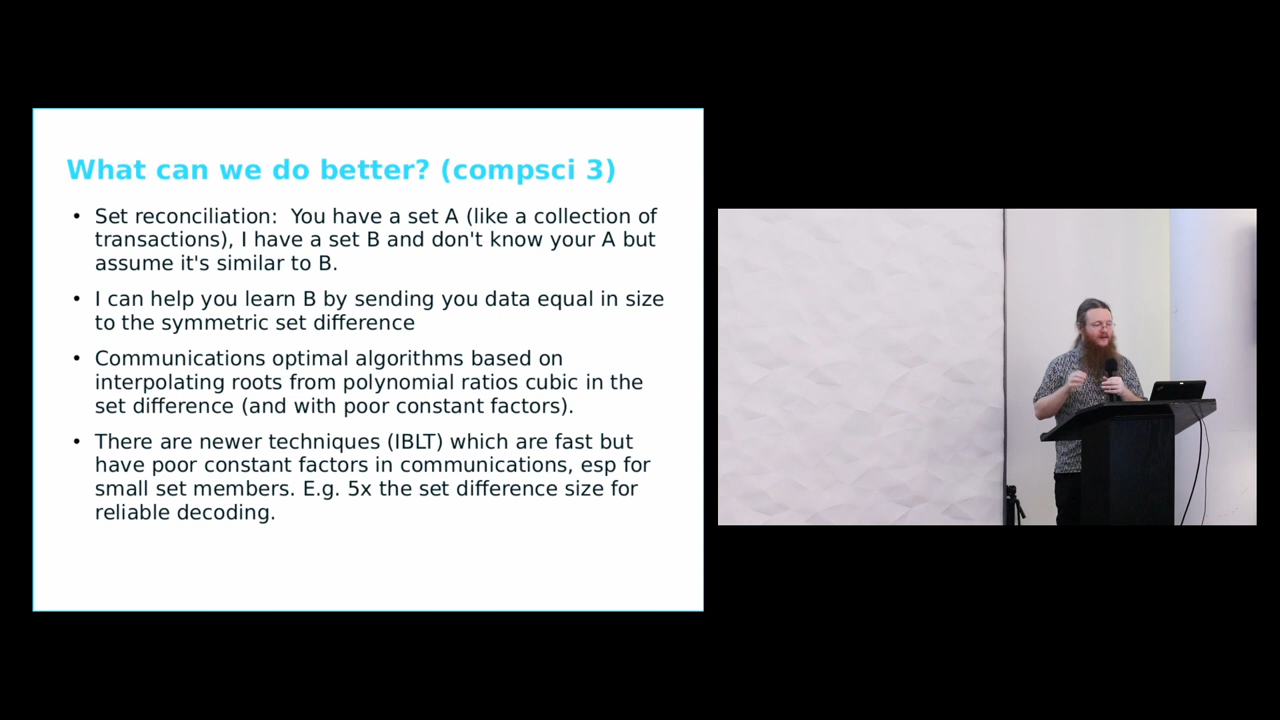 What can we do better? (compsci 3)
• Set reconciliation:  You have a set A (like a collection of
transactions), I have a set B and don't know your A but
assume it's similar to B.
• I can help you learn B by sending you data equal in size
to the symmetric set difference
• Communications optimal algorithms based on
interpolating roots from polynomial ratios cubic in the
set difference (and with poor constant factors).
• There are newer techniques (IBLT) which are fast but
have poor constant factors in communications, esp for
small set members. E.g. 5x the set difference size for
reliable decoding.